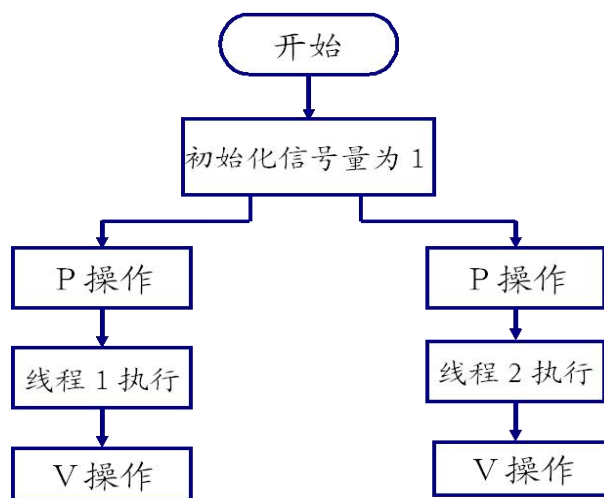 开始
初始化信号量为 1
P 操作
P 操作
线程 1 执行
线程 2 执行
V 操作
V 操作